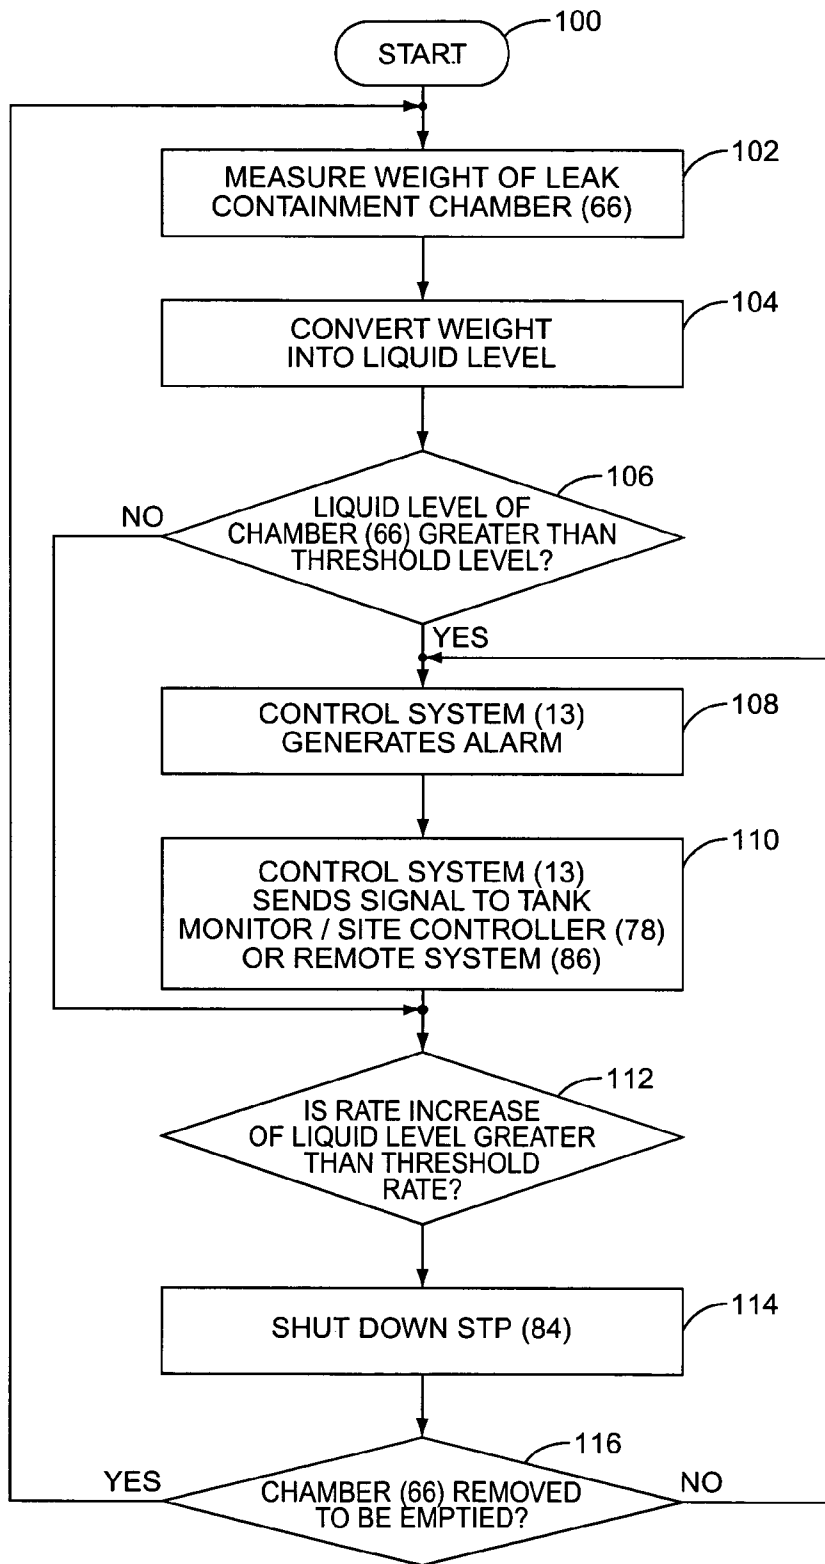 100
START
102
MEASURE WEIGHT OF LEAK
CONTAINMENT CHAMBER (66)
104
CONVERT WEIGHT
INTO LIQUID LEVEL
106
NO
LIQUID LEVEL OF
CHAMBER (66) GREATER THAN
THRESHOLD LEVEL?
YES
108
CONTROL SYSTEM (13)
GENERATES ALARM
110
CONTROL SYSTEM (13)
SENDS SIGNAL TO TANK
MONITOR / SITE CONTROLLER (78)
OR REMOTE SYSTEM (86)
112
IS RATE INCREASE
OF LIQUID LEVEL GREATER
THAN THRESHOLD
RATE?
114
SHUT DOWN STP (84)
116
YES
NO
CHAMBER (66) REMOVED
TO BE EMPTIED?